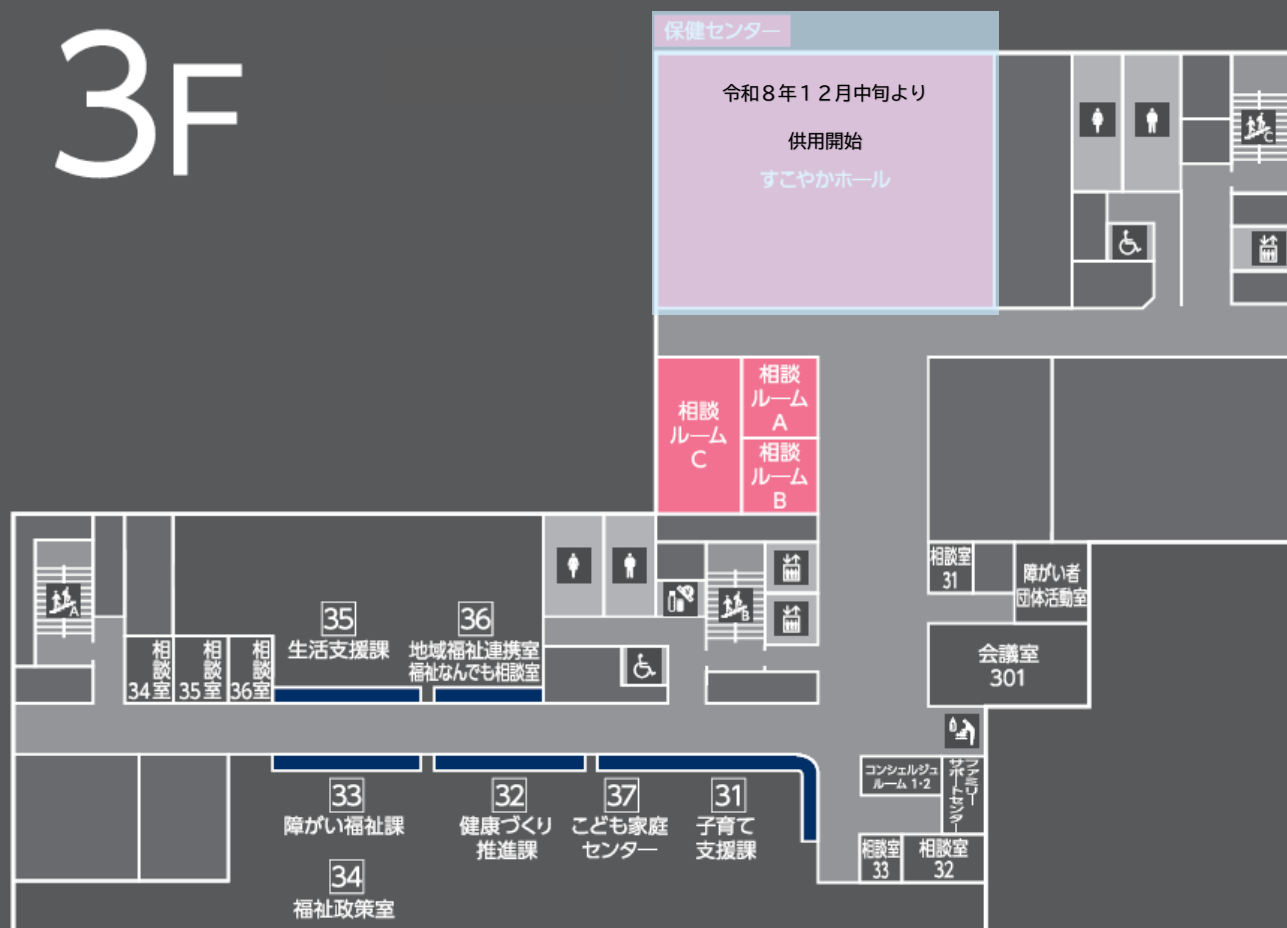 3F
保健センター
令和8年12月中旬より
供用開始
すこやかホール
C
相談
ルーム
C
相談
ルーム
A
相談
ルーム
B
A
B
相談室
31
障がい者
団体活動室
会議室
301
相談室
34
相談室
35
相談室
36
35
生活支援課
36
地域福祉連携室
福祉なんでも相談室
33
障がい福祉課
34
福祉政策室
32
健康づくり
推進課
37
こども家庭
センター
31
子育て
支援課
コンシェルジュ
ルーム 1・2
ファミリー
サポートセンター
相談室
33
相談室
32